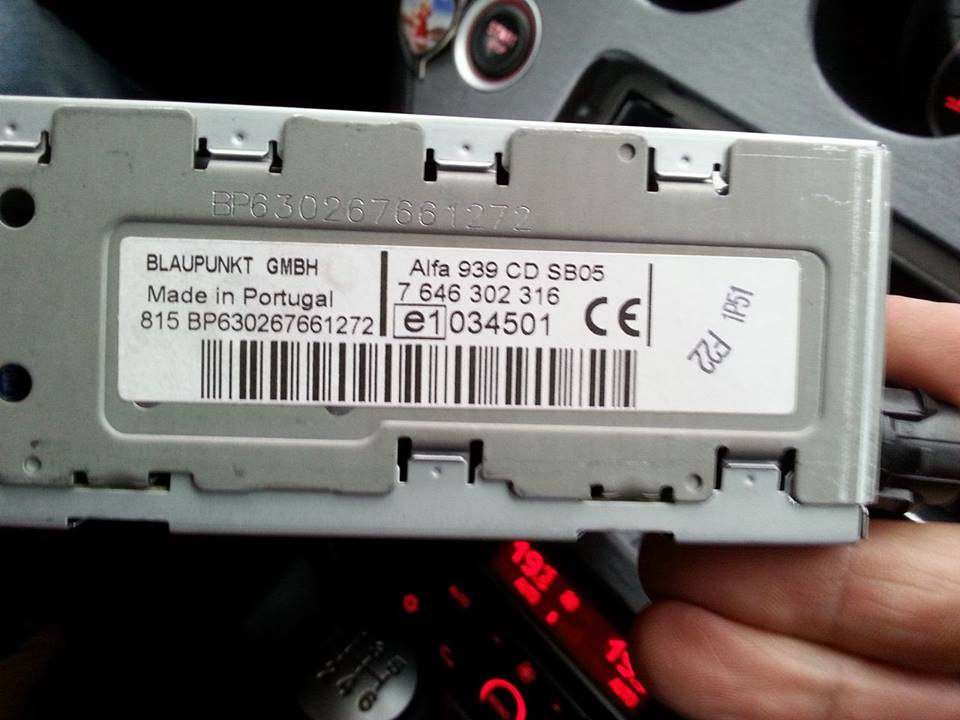 START
BP630267661272
BLAUPUNKT GMBH
Made in Portugal
815 BP630267661272
Alfa 939 CD SB05
7 646 302 316
e1 034501 CE
F22 1P51